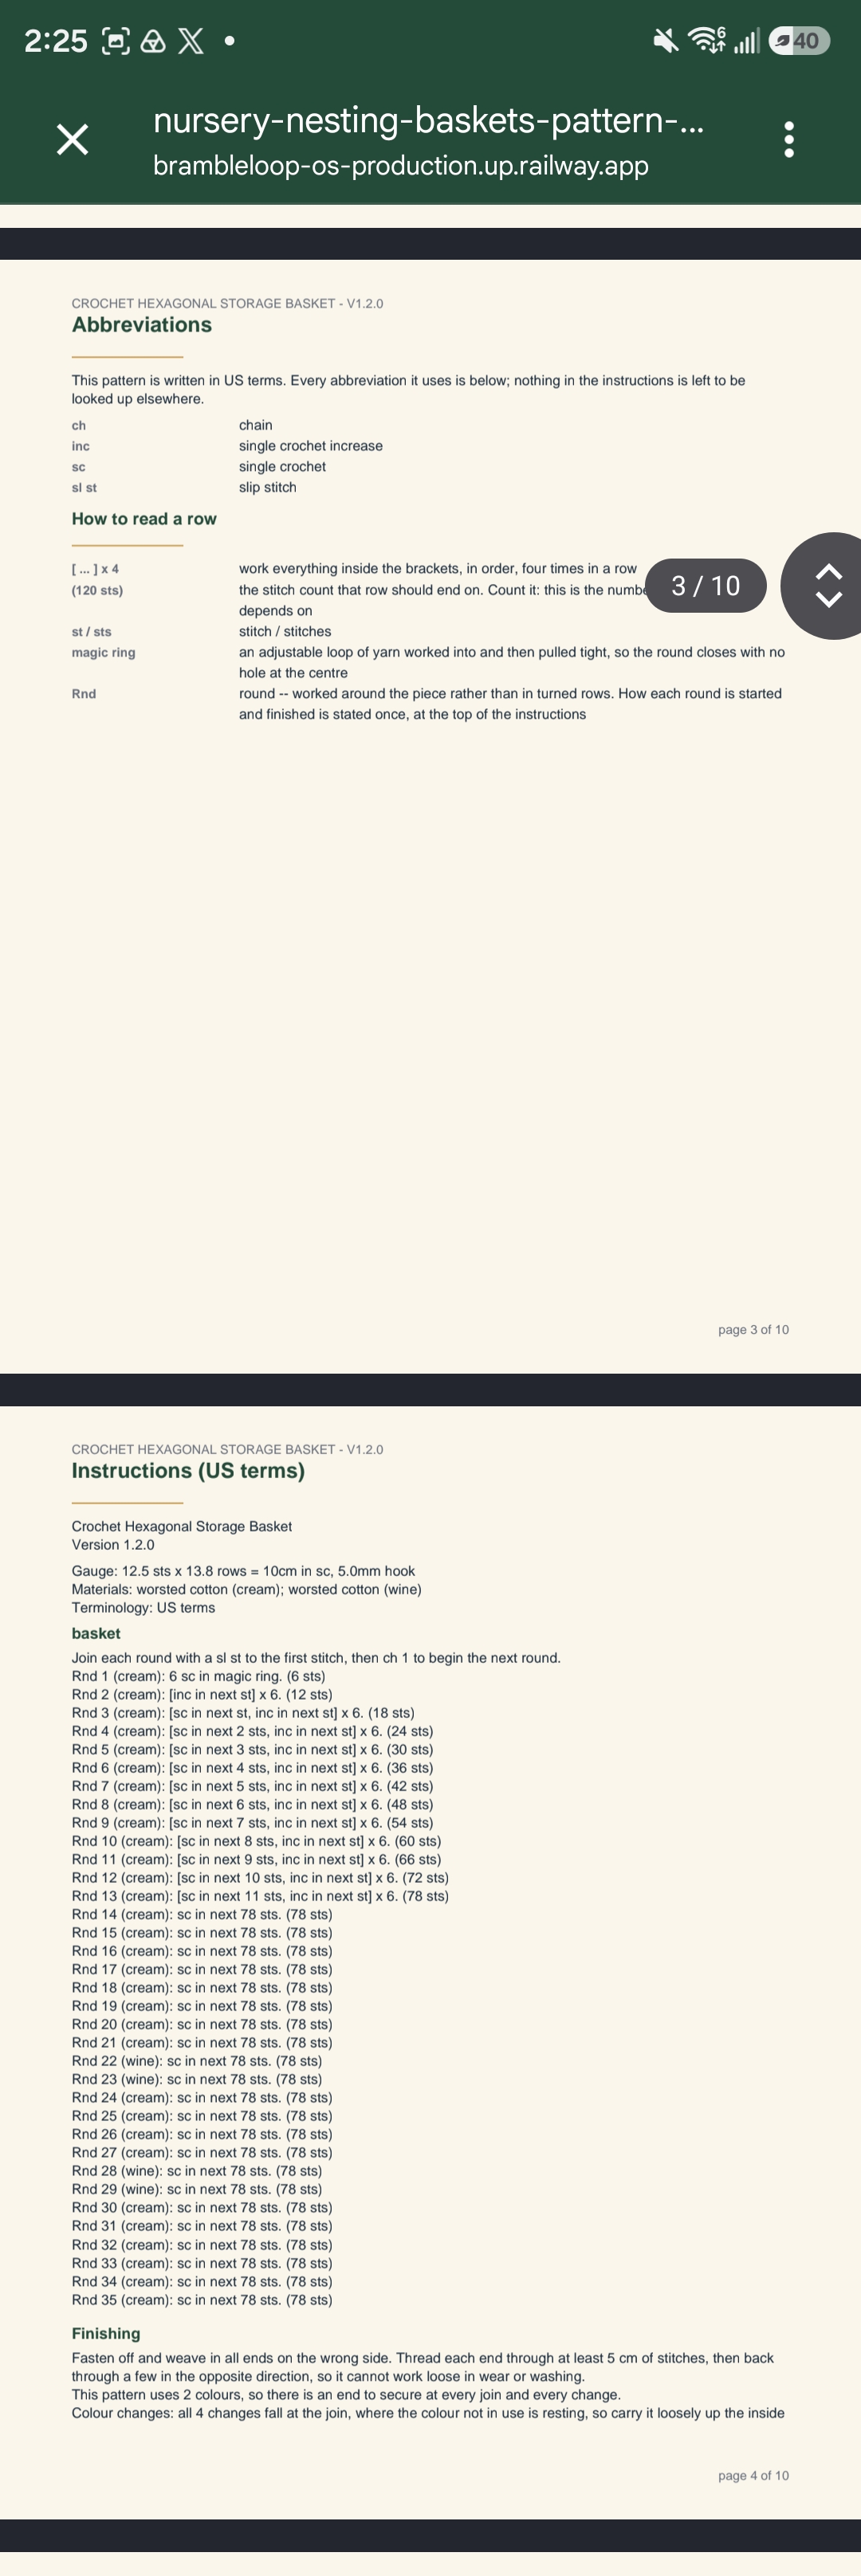 2:25
6
40
nursery-nesting-baskets-pattern-...
brambleloop-os-production.up.railway.app
CROCHET HEXAGONAL STORAGE BASKET - V1.2.0
Abbreviations
This pattern is written in US terms. Every abbreviation it uses is below; nothing in the instructions is left to be
looked up elsewhere.
ch chain
inc single crochet increase
sc single crochet
sl st slip stitch
How to read a row
[ ... ] x 4 work everything inside the brackets, in order, four times in a row
(120 sts) the stitch count that row should end on. Count it: this is the
3 / 10
depends on
st / sts stitch / stitches
magic ring an adjustable loop of yarn worked into and then pulled tight, so the round closes with no
hole at the centre
Rnd round -- worked around the piece rather than in turned rows. How each round is started
and finished is stated once, at the top of the instructions
page 3 of 10
CROCHET HEXAGONAL STORAGE BASKET - V1.2.0
Instructions (US terms)
Crochet Hexagonal Storage Basket
Version 1.2.0
Gauge: 12.5 sts x 13.8 rows = 10cm in sc, 5.0mm hook
Materials: worsted cotton (cream); worsted cotton (wine)
Terminology: US terms
basket
Join each round with a sl st to the first stitch, then ch 1 to begin the next round.
Rnd 1 (cream): 6 sc in magic ring. (6 sts)
Rnd 2 (cream): [inc in next st] x 6. (12 sts)
Rnd 3 (cream): [sc in next st, inc in next st] x 6. (18 sts)
Rnd 4 (cream): [sc in next 2 sts, inc in next st] x 6. (24 sts)
Rnd 5 (cream): [sc in next 3 sts, inc in next st] x 6. (30 sts)
Rnd 6 (cream): [sc in next 4 sts, inc in next st] x 6. (36 sts)
Rnd 7 (cream): [sc in next 5 sts, inc in next st] x 6. (42 sts)
Rnd 8 (cream): [sc in next 6 sts, inc in next st] x 6. (48 sts)
Rnd 9 (cream): [sc in next 7 sts, inc in next st] x 6. (54 sts)
Rnd 10 (cream): [sc in next 8 sts, inc in next st] x 6. (60 sts)
Rnd 11 (cream): [sc in next 9 sts, inc in next st] x 6. (66 sts)
Rnd 12 (cream): [sc in next 10 sts, inc in next st] x 6. (72 sts)
Rnd 13 (cream): [sc in next 11 sts, inc in next st] x 6. (78 sts)
Rnd 14 (cream): sc in next 78 sts. (78 sts)
Rnd 15 (cream): sc in next 78 sts. (78 sts)
Rnd 16 (cream): sc in next 78 sts. (78 sts)
Rnd 17 (cream): sc in next 78 sts. (78 sts)
Rnd 18 (cream): sc in next 78 sts. (78 sts)
Rnd 19 (cream): sc in next 78 sts. (78 sts)
Rnd 20 (cream): sc in next 78 sts. (78 sts)
Rnd 21 (cream): sc in next 78 sts. (78 sts)
Rnd 22 (wine): sc in next 78 sts. (78 sts)
Rnd 23 (wine): sc in next 78 sts. (78 sts)
Rnd 24 (cream): sc in next 78 sts. (78 sts)
Rnd 25 (cream): sc in next 78 sts. (78 sts)
Rnd 26 (cream): sc in next 78 sts. (78 sts)
Rnd 27 (cream): sc in next 78 sts. (78 sts)
Rnd 28 (wine): sc in next 78 sts. (78 sts)
Rnd 29 (wine): sc in next 78 sts. (78 sts)
Rnd 30 (cream): sc in next 78 sts. (78 sts)
Rnd 31 (cream): sc in next 78 sts. (78 sts)
Rnd 32 (cream): sc in next 78 sts. (78 sts)
Rnd 33 (cream): sc in next 78 sts. (78 sts)
Rnd 34 (cream): sc in next 78 sts. (78 sts)
Rnd 35 (cream): sc in next 78 sts. (78 sts)
Finishing
Fasten off and weave in all ends on the wrong side. Thread each end through at least 5 cm of stitches, then back
through a few in the opposite direction, so it cannot work loose in wear or washing.
This pattern uses 2 colours, so there is an end to secure at every join and every change.
Colour changes: all 4 changes fall at the join, where the colour not in use is resting, so carry it loosely up the inside
page 4 of 10